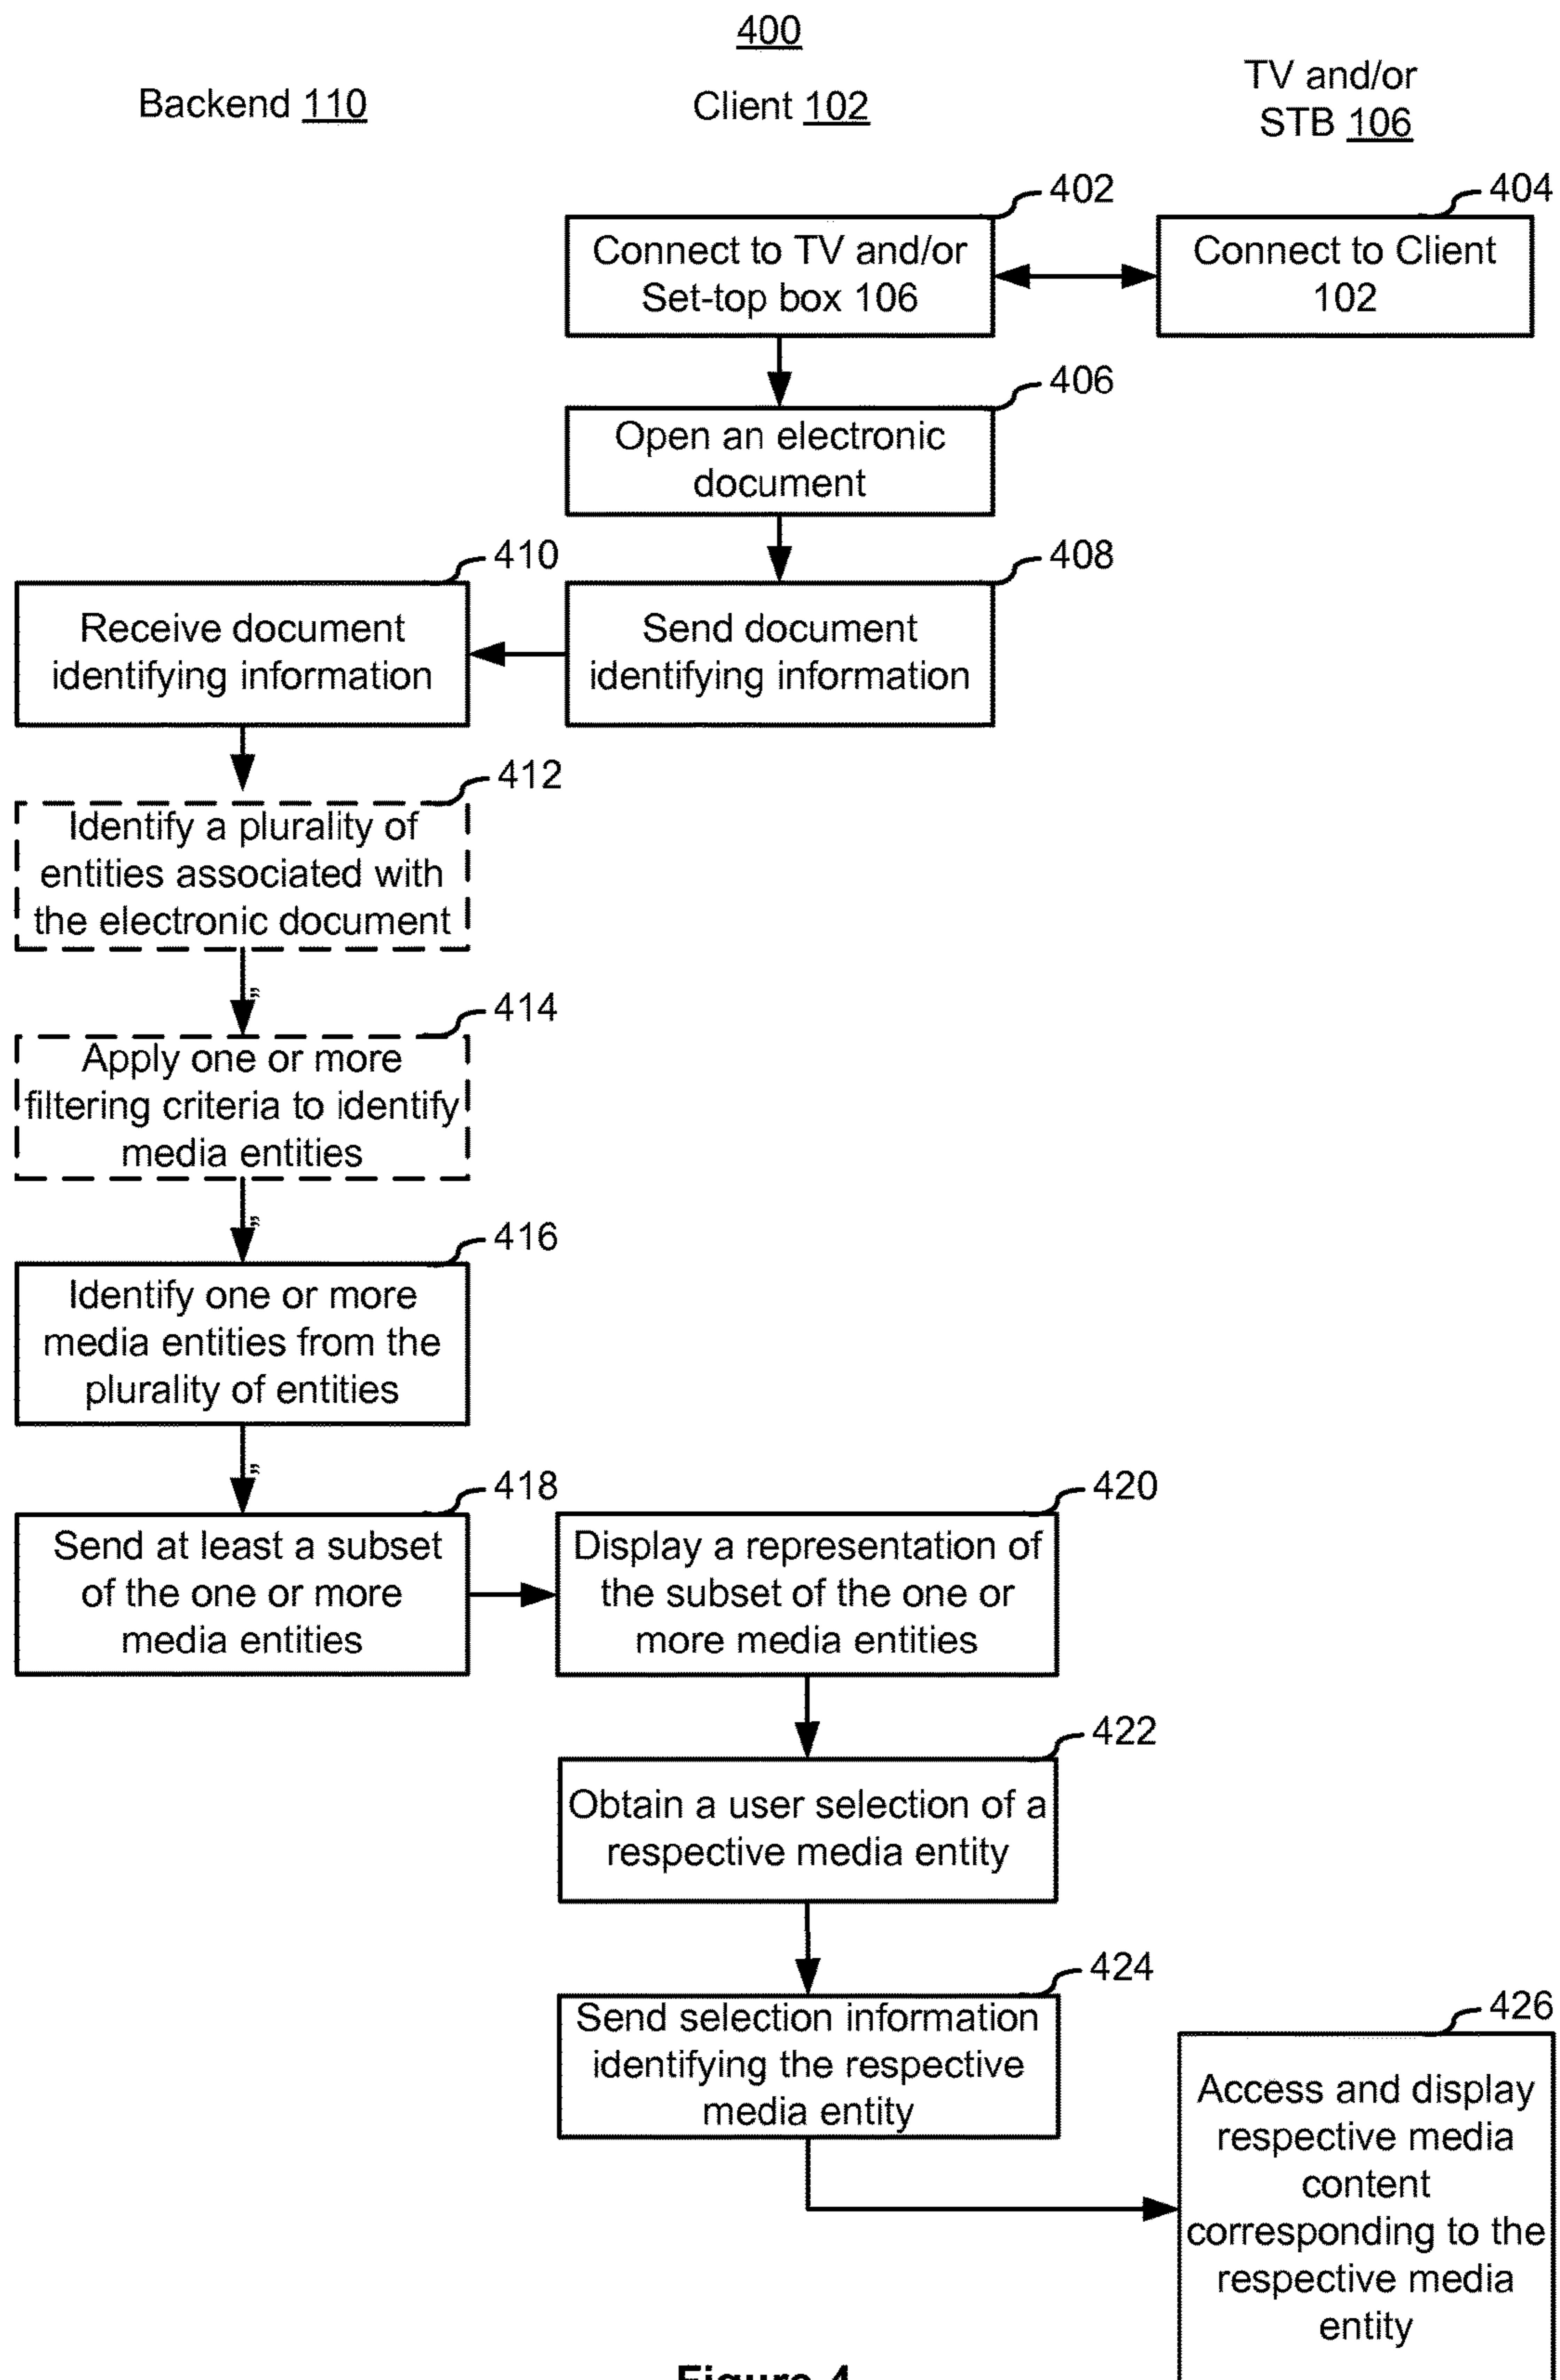 400
Backend 110
Client 102
TV and/or
STB 106
402
Connect to TV and/or
Set-top box 106
404
Connect to Client
102
406
Open an electronic
document
408
Send document
identifying information
410
Receive document
identifying information
412
Identify a plurality of
entities associated with
the electronic document
414
Apply one or more
filtering criteria to identify
media entities
416
Identify one or more
media entities from the
plurality of entities
418
Send at least a subset
of the one or more
media entities
420
Display a representation of
the subset of the one or
more media entities
422
Obtain a user selection of a
respective media entity
424
Send selection information
identifying the respective
media entity
426
Access and display
respective media
content
corresponding to the
respective media
entity
Figure 4